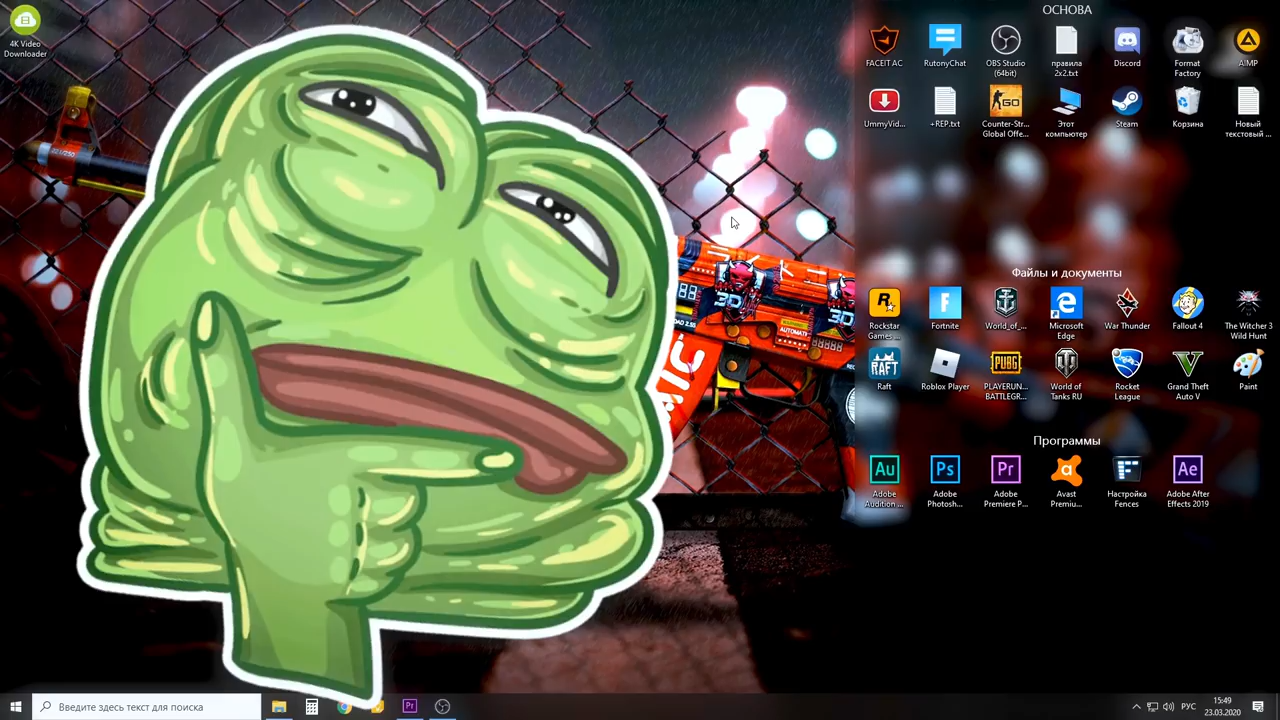 4K Video
Downloader
ОСНОВА
FACEIT AC
RutonyChat
OBS Studio
(64bit)
правила
2x2.txt
Discord
Format
Factory
AIMP
UmmyVid...
+REP.txt
Counter-Str...
Global Offe...
Этот
компьютер
Steam
Корзина
Новый
текстовый ...
Файлы и документы
Rockstar
Games ...
Fortnite
World_of_...
Microsoft
Edge
War Thunder
Fallout 4
The Witcher 3
Wild Hunt
Raft
Roblox Player
PLAYERUN...
BATTLEGR...
World of
Tanks RU
Rocket
League
Grand Theft
Auto V
Paint
Программы
Adobe
Audition ...
Adobe
Photosh...
Adobe
Premiere P...
Avast
Premiu...
Настройка
Fences
Adobe After
Effects 2019
Введите здесь текст для поиска
РУС
15:49
23.03.2020